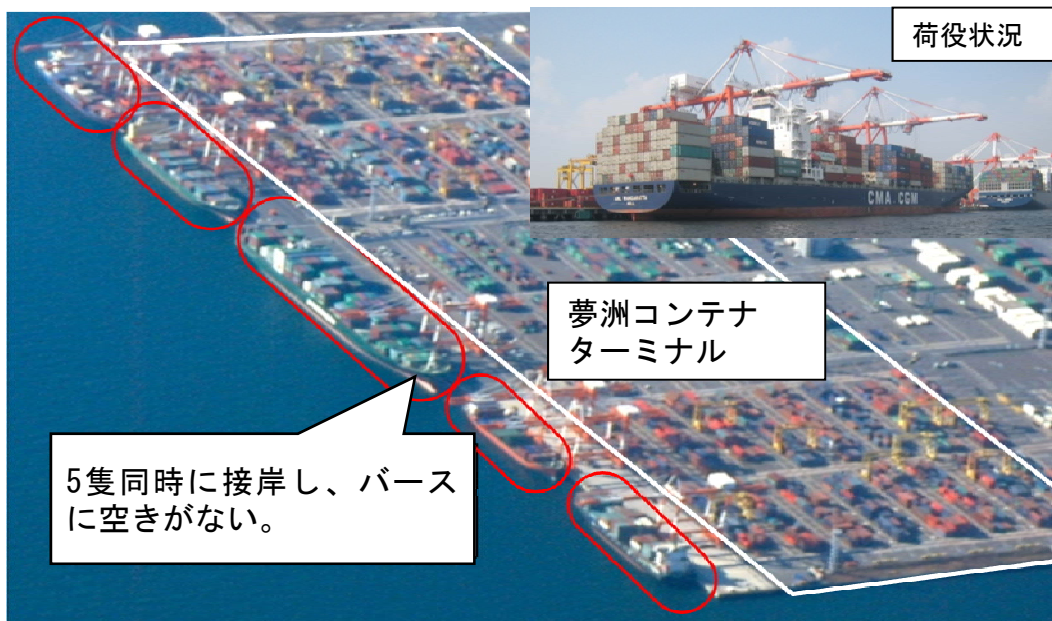 荷役状況
CMA CGM
夢洲コンテナ
ターミナル
5隻同時に接岸し、バース
に空きがない。